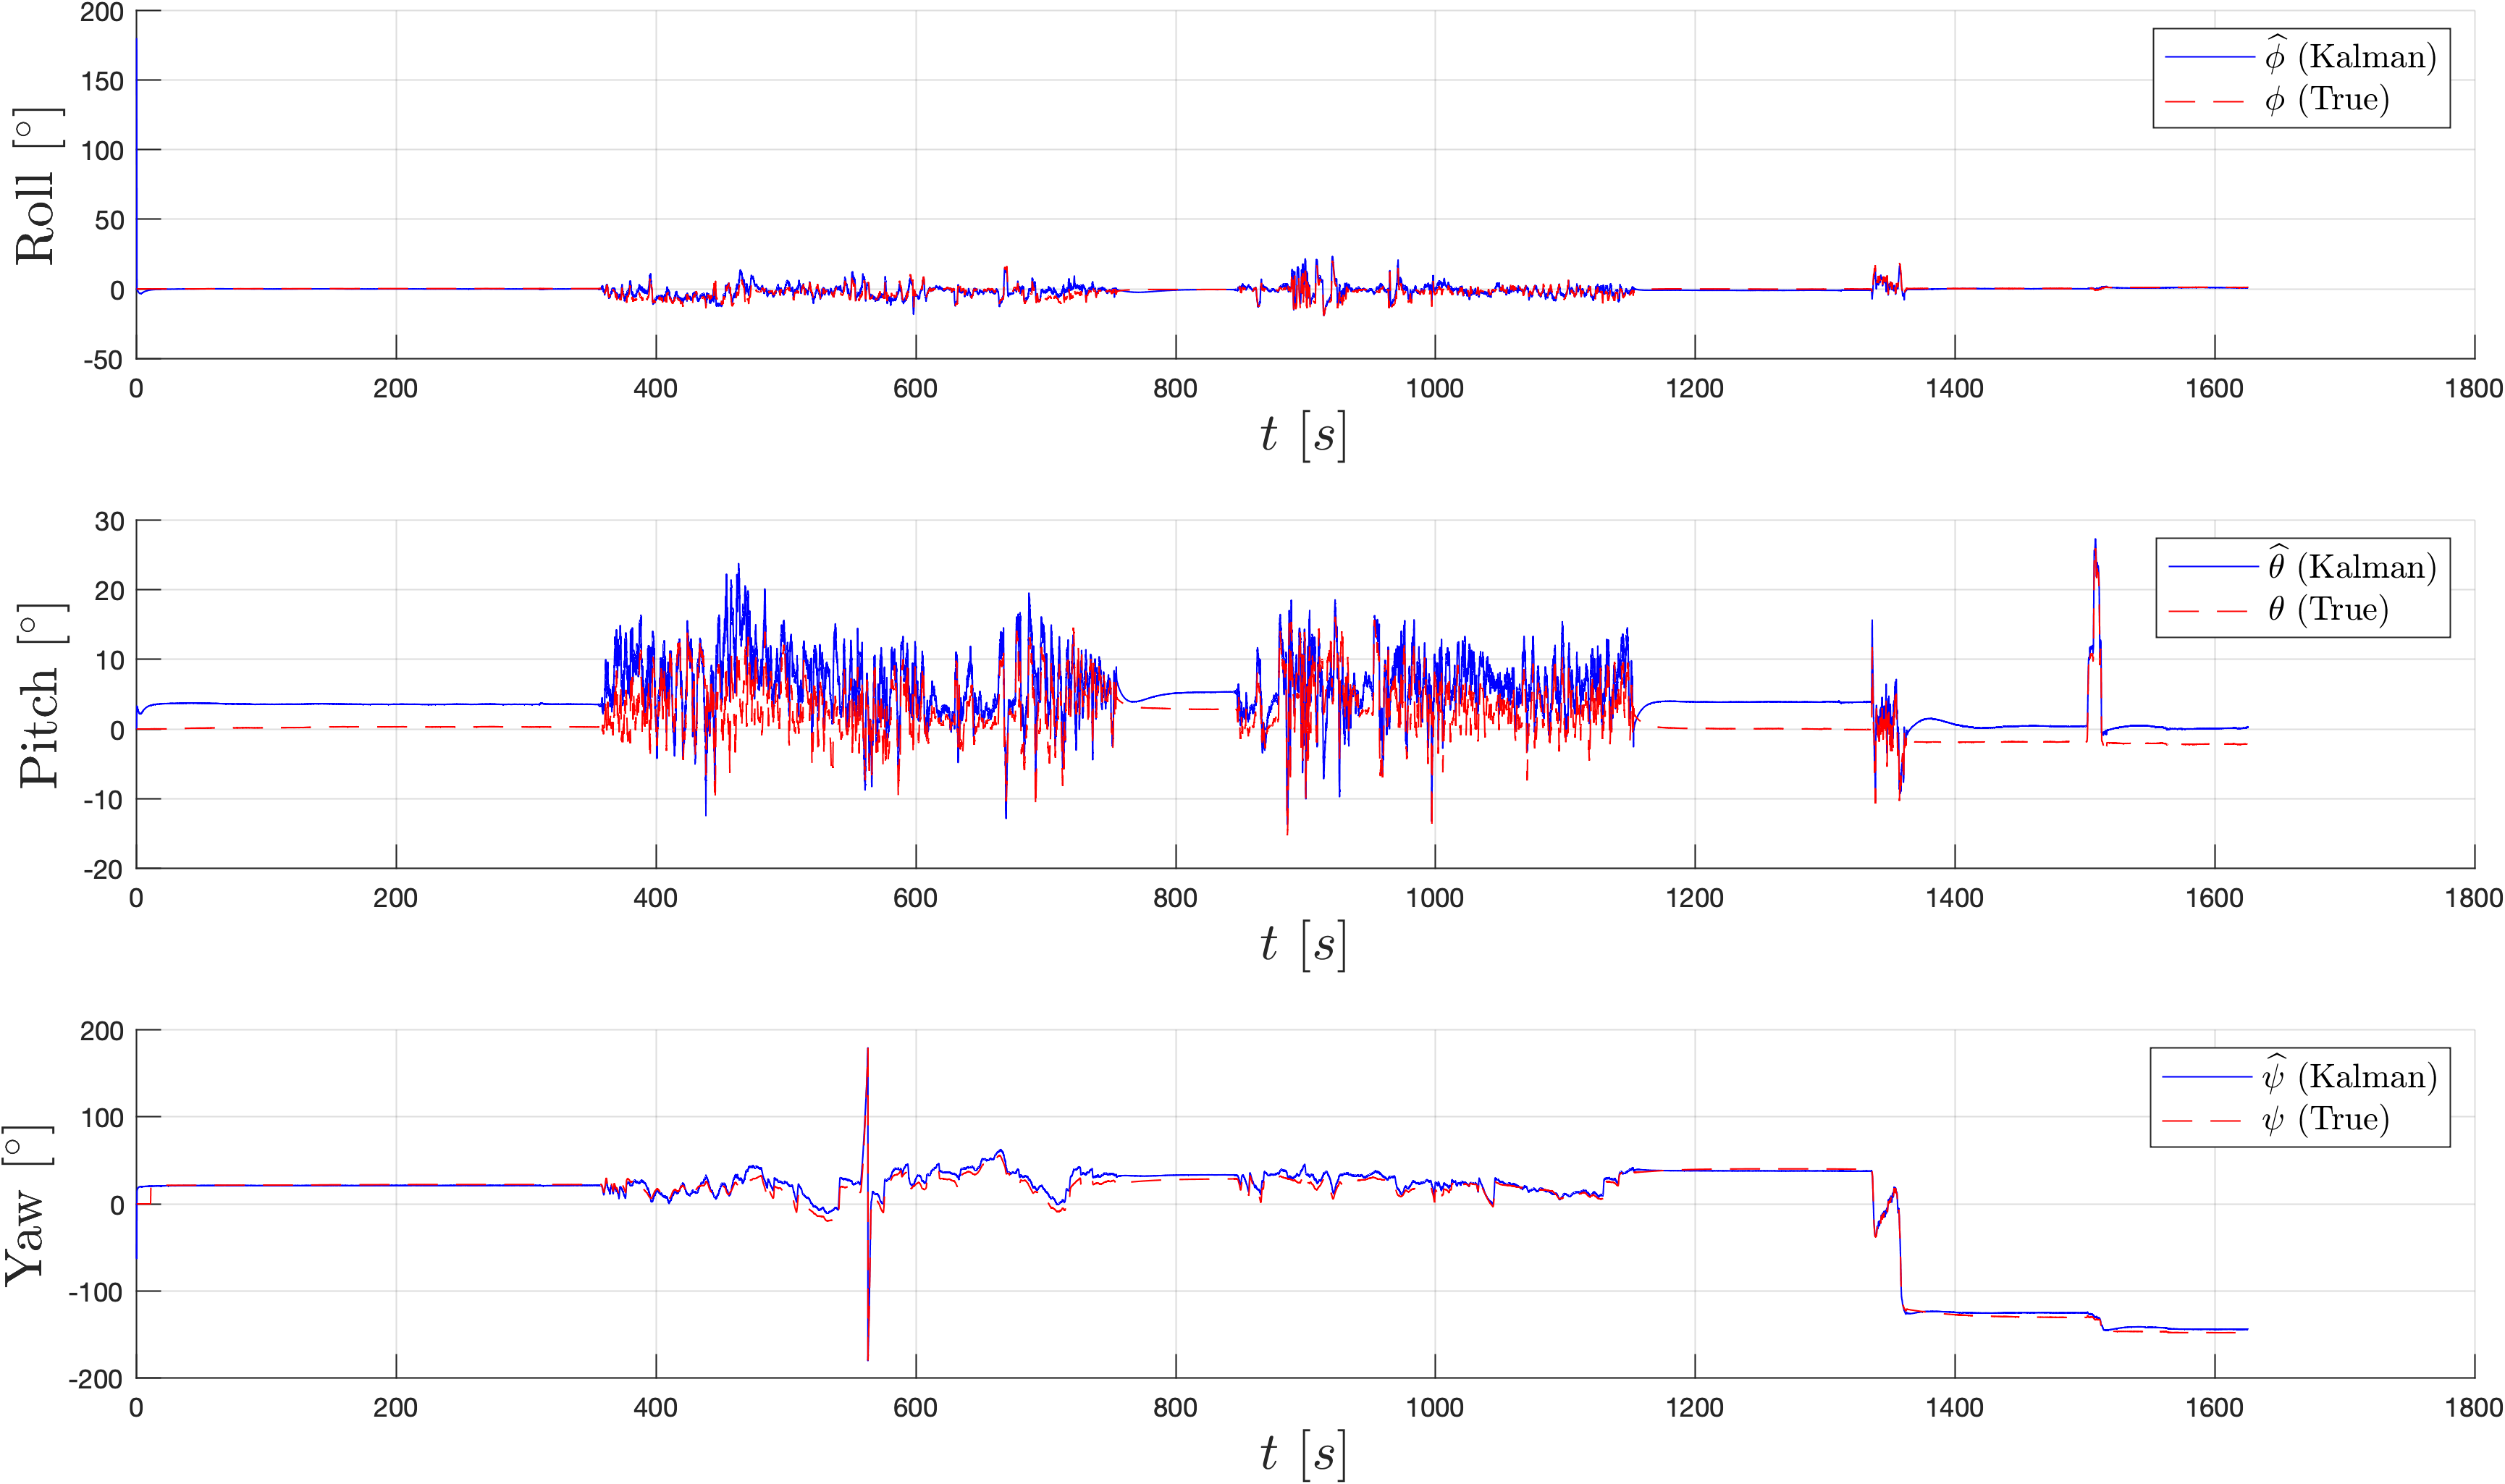 200
150
100
50
0
-50
Roll [°]
0 200 400 600 800 1000 1200 1400 1600 1800
t [s]
ϕ̂ (Kalman)
ϕ (True)
30
20
10
0
-10
-20
Pitch [°]
0 200 400 600 800 1000 1200 1400 1600 1800
t [s]
θ̂ (Kalman)
θ (True)
200
100
0
-100
-200
Yaw [°]
0 200 400 600 800 1000 1200 1400 1600 1800
t [s]
ψ̂ (Kalman)
ψ (True)